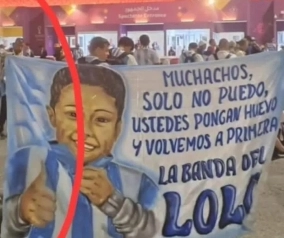 MUCHACHOS,
SOLO NO PUEDO,
USTEDES PONGAN HUEVO
Y VOLVEMOS A PRIMERA
LA BANDA DEL
LOLO